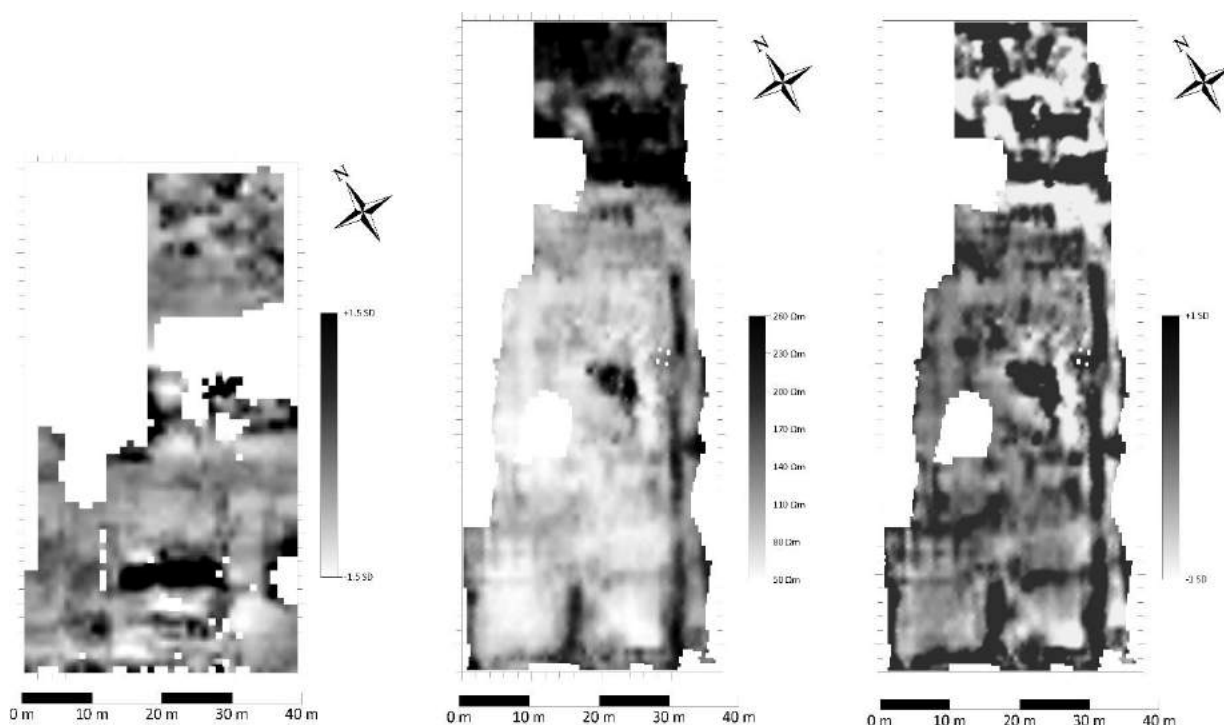 N
+1.5 SD
-1.5 SD
0 m 10 m 20 m 30 m 40 m
N
260 Ωm
230 Ωm
200 Ωm
170 Ωm
140 Ωm
110 Ωm
80 Ωm
50 Ωm
0 m 10 m 20 m 30 m 40 m
N
+1 SD
-1 SD
0 m 10 m 20 m 30 m 40 m